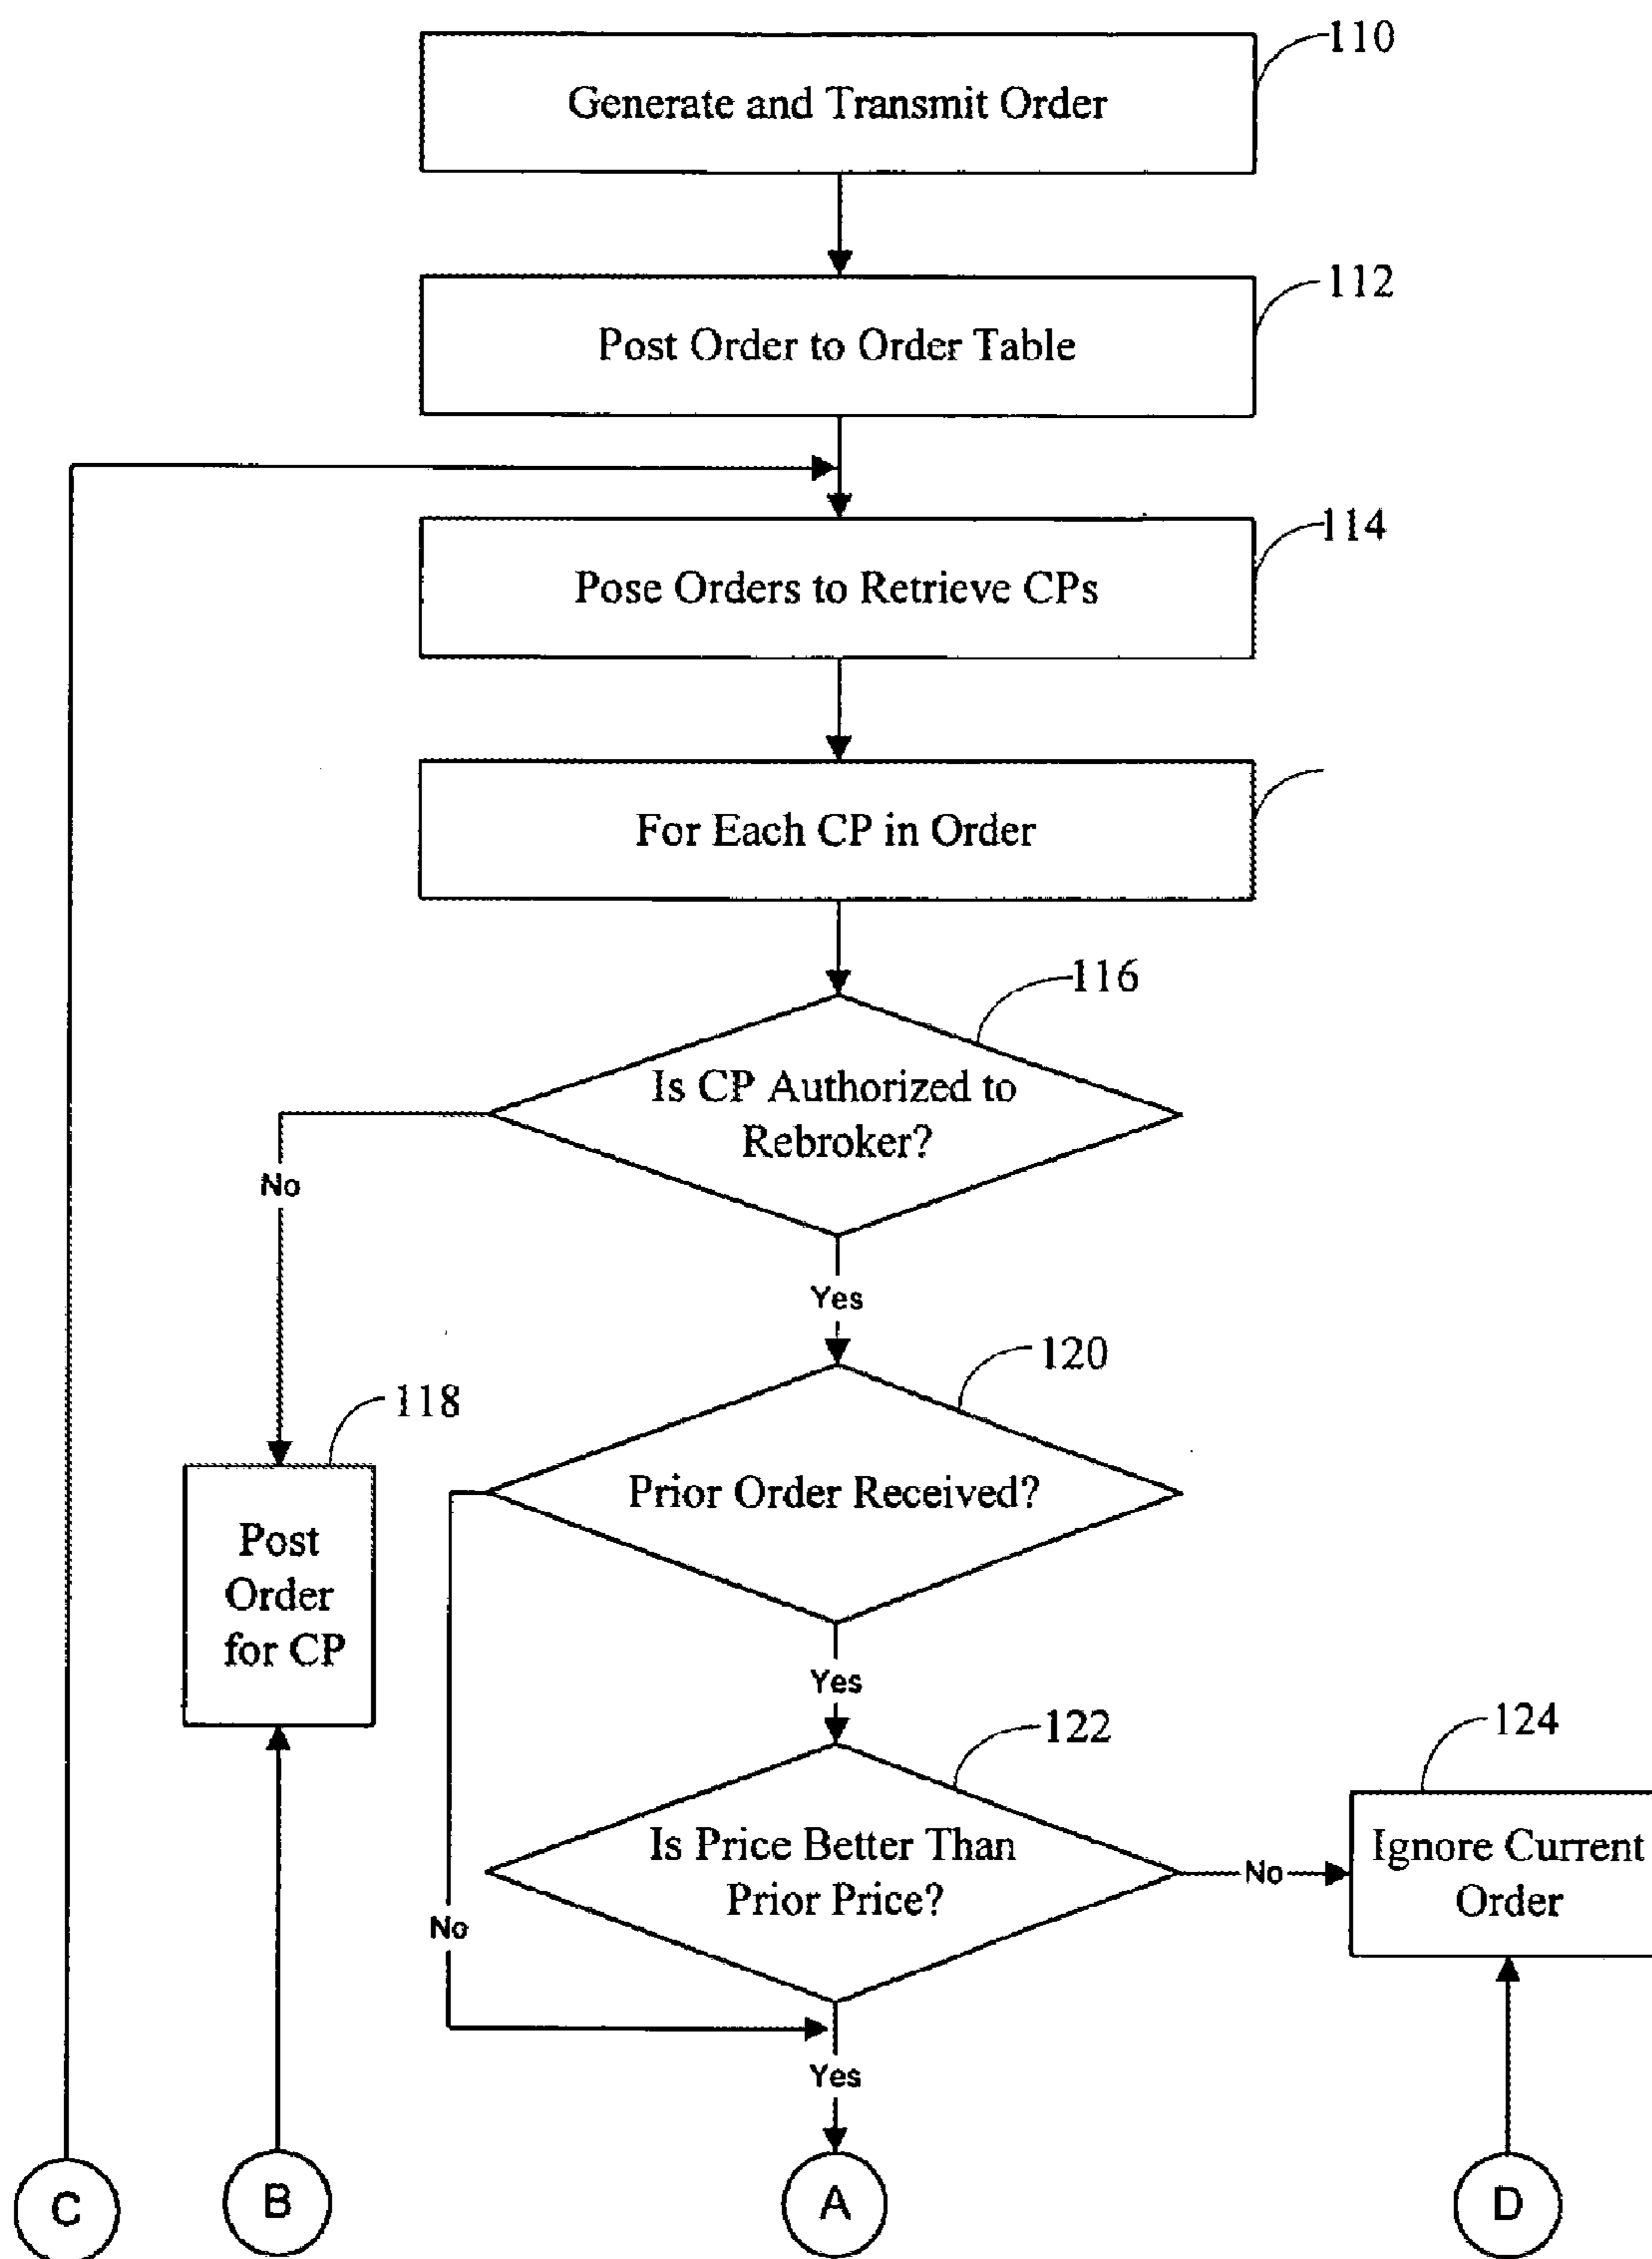 110
Generate and Transmit Order
112
Post Order to Order Table
114
Pose Orders to Retrieve CPs
For Each CP in Order
116
Is CP Authorized to
Rebroker?
No
Yes
120
118
Prior Order Received?
Post
Order
for CP
Yes
122
124
Is Price Better Than
Prior Price?
No
Ignore Current
Order
No
Yes
C
B
A
D